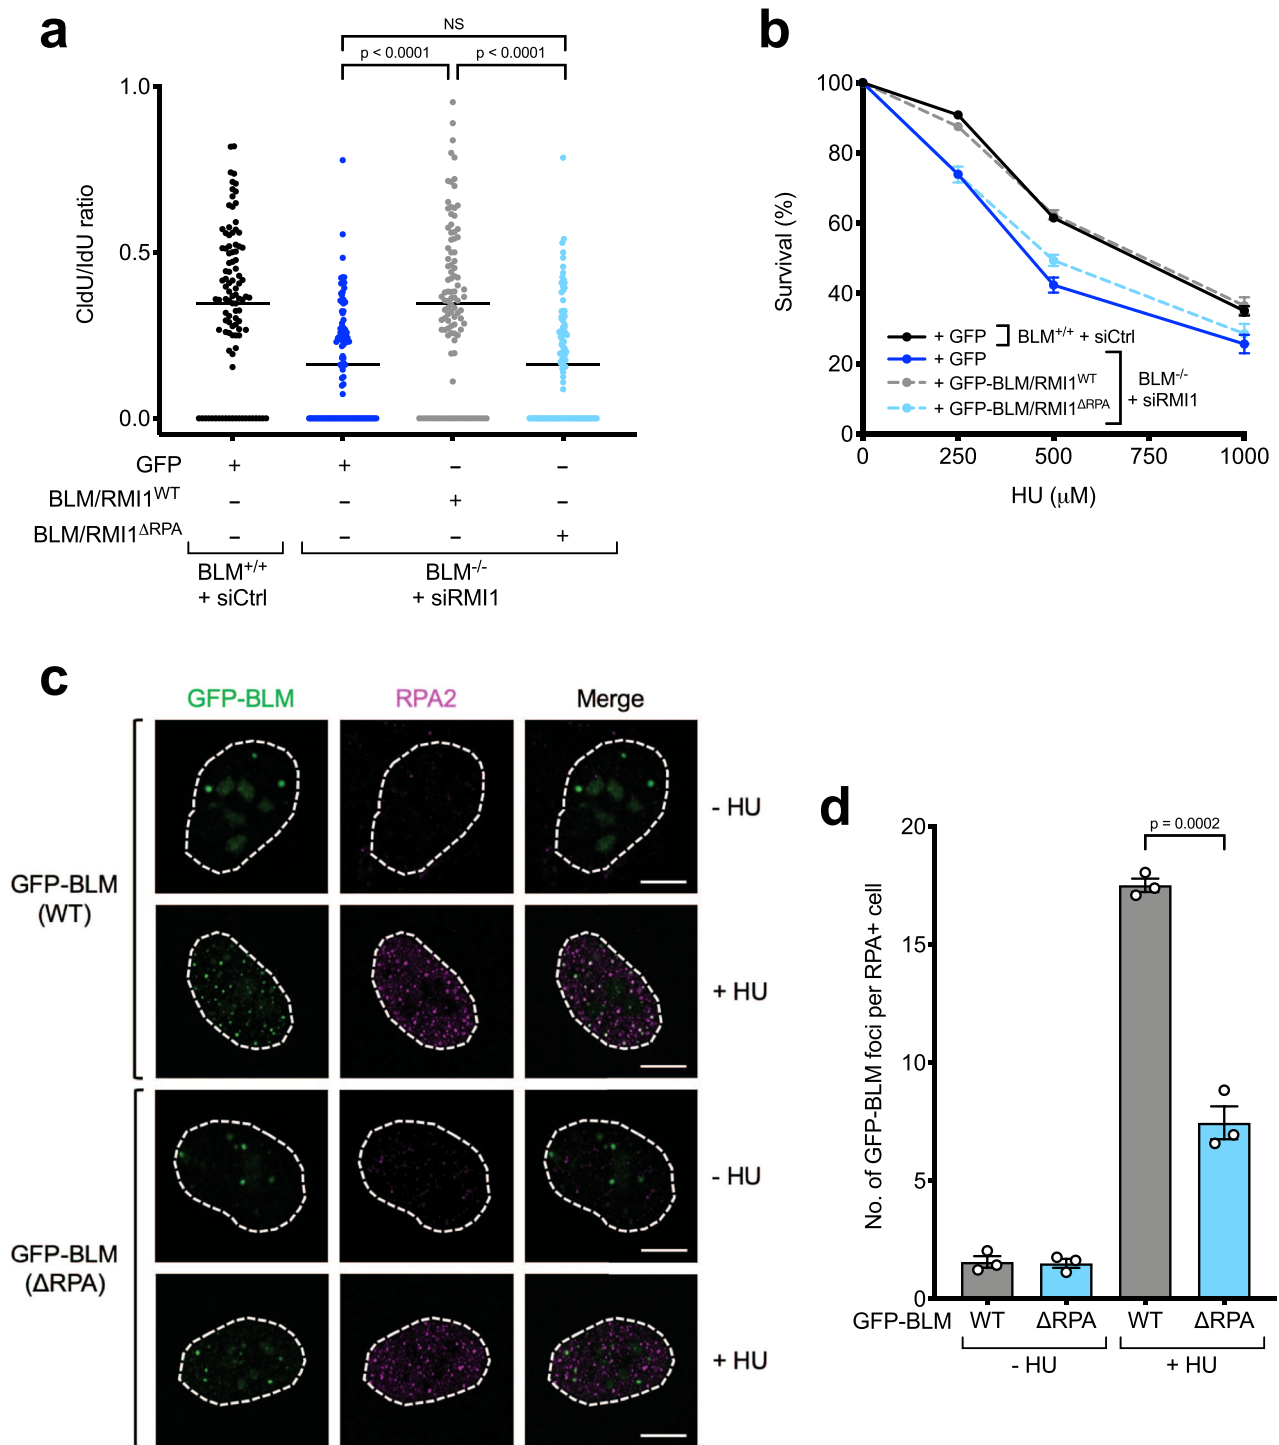 a
NS
p < 0.0001
p < 0.0001
1.0
0.5
0.0
CldU/IdU ratio
GFP + + – –
BLM/RMI1^WT – – + –
BLM/RMI1^ΔRPA – – – +
BLM^+/+ + siCtrl
BLM^-/- + siRMI1
b
100
80
60
40
20
0
Survival (%)
+ GFP
BLM^+/+ + siCtrl
+ GFP
+ GFP-BLM/RMI1^WT
+ GFP-BLM/RMI1^ΔRPA
BLM^-/-
+ siRMI1
0 250 500 750 1000
HU (μM)
c
GFP-BLM RPA2 Merge
GFP-BLM
(WT)
- HU
+ HU
GFP-BLM
(ΔRPA)
- HU
+ HU
d
p = 0.0002
20
15
10
5
0
No. of GFP-BLM foci per RPA+ cell
GFP-BLM WT ΔRPA WT ΔRPA
- HU + HU